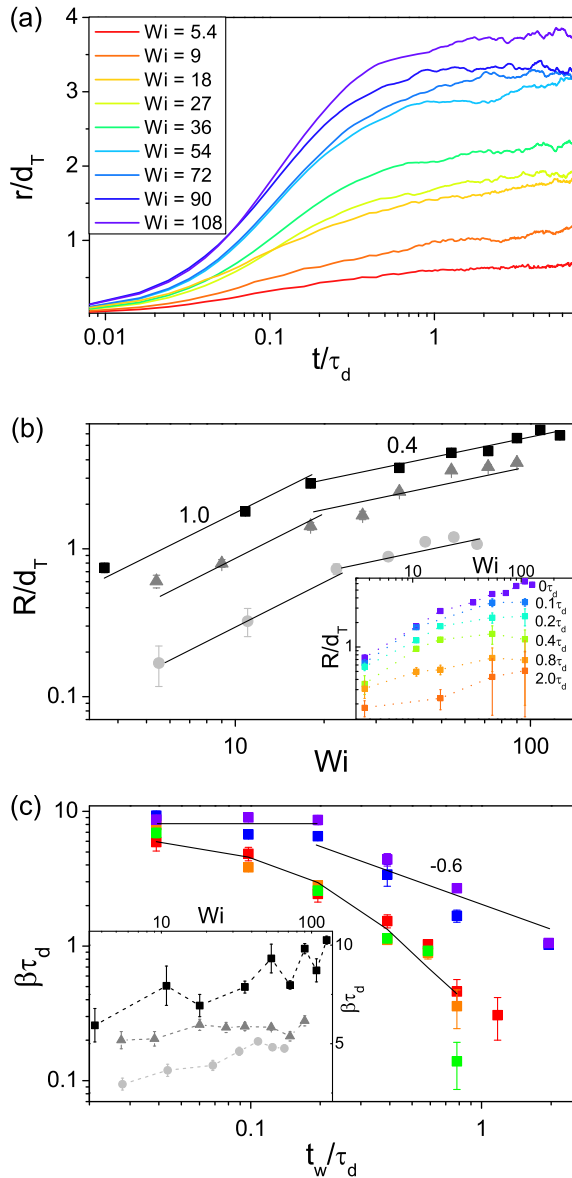 (a)
4
3
2
1
r/d_T
Wi = 5.4
Wi = 9
Wi = 18
Wi = 27
Wi = 36
Wi = 54
Wi = 72
Wi = 90
Wi = 108
0.01 0.1 1
t/τ_d
(b)
1
0.1
R/d_T
1.0
0.4
10 100
Wi
Wi
10 100
R/d_T
1
0τ_d
0.1τ_d
0.2τ_d
0.4τ_d
0.8τ_d
2.0τ_d
(c)
10
1
0.1
βτ_d
-0.6
Wi
10 100
10
5
βτ_d
0.1 1
t_w/τ_d